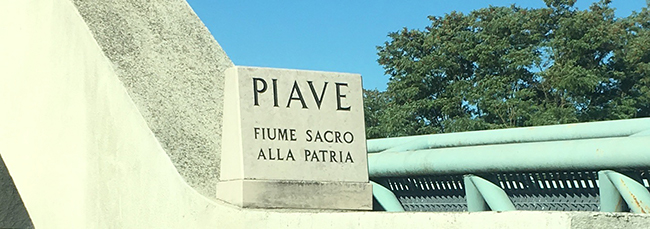 PIAVE
FIUME SACRO
ALLA PATRIA